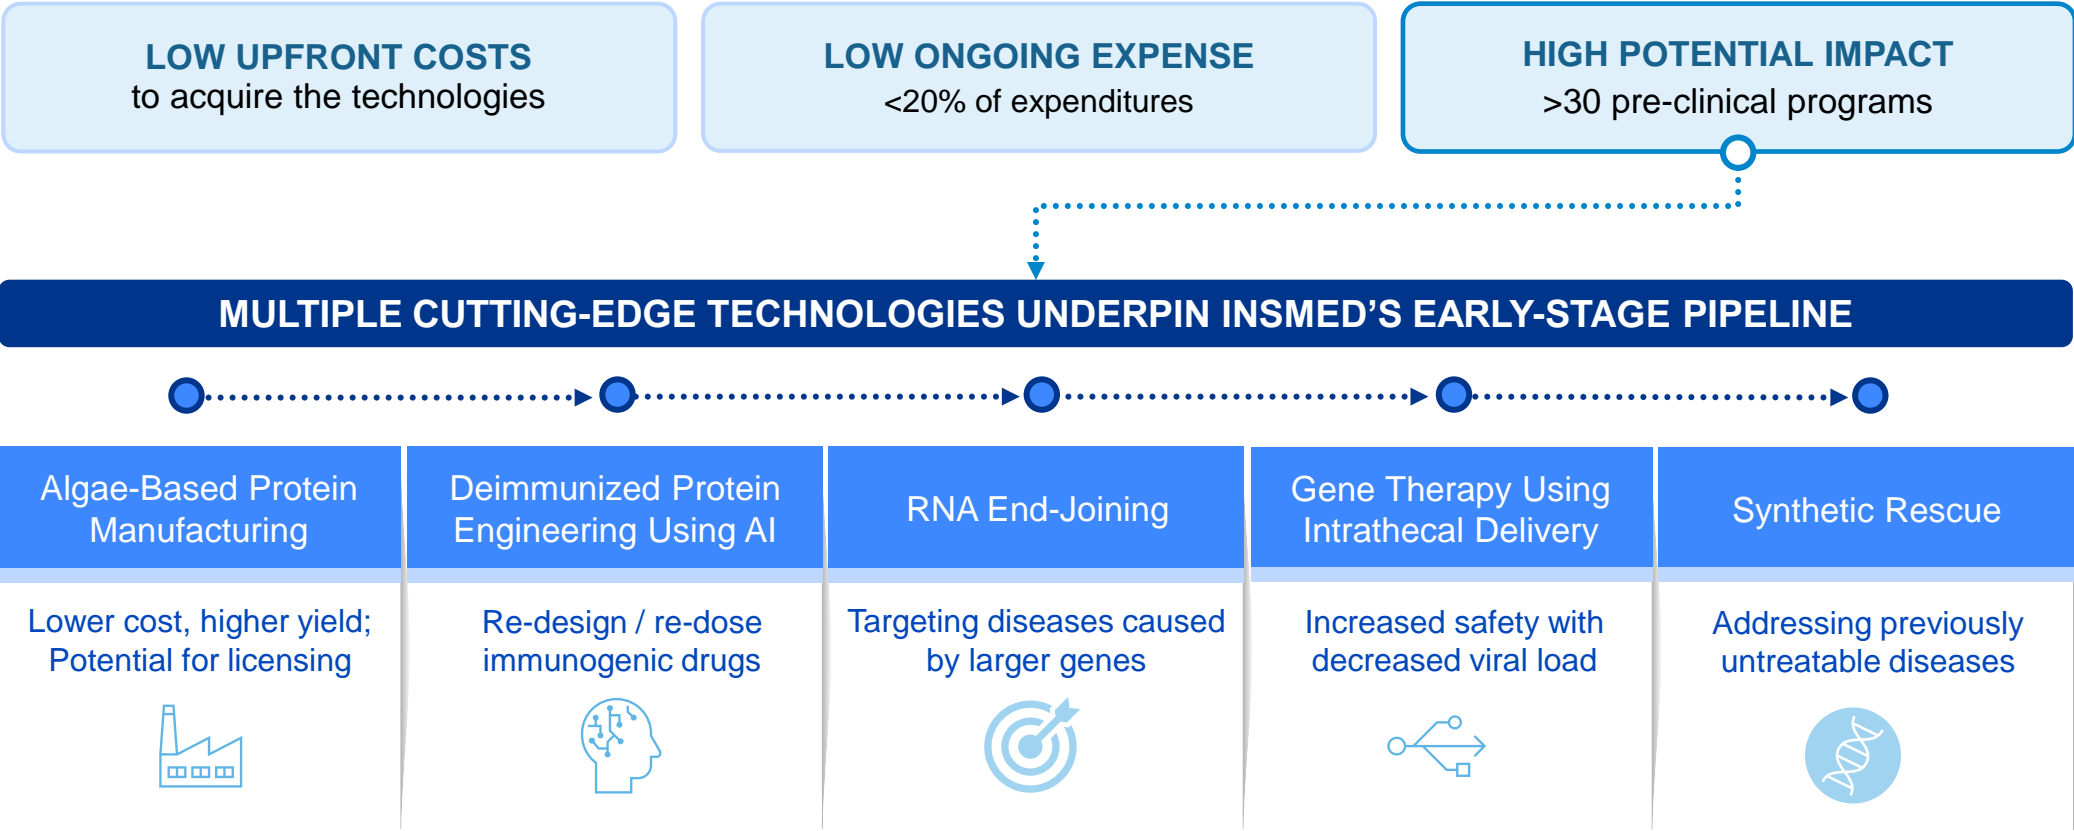 LOW UPFRONT COSTS
to acquire the technologies
LOW ONGOING EXPENSE
<20% of expenditures
HIGH POTENTIAL IMPACT
>30 pre-clinical programs
MULTIPLE CUTTING-EDGE TECHNOLOGIES UNDERPIN INSMED’S EARLY-STAGE PIPELINE
Algae-Based Protein
Manufacturing
Lower cost, higher yield;
Potential for licensing
Deimmunized Protein
Engineering Using AI
Re-design / re-dose
immunogenic drugs
RNA End-Joining
Targeting diseases caused
by larger genes
Gene Therapy Using
Intrathecal Delivery
Increased safety with
decreased viral load
Synthetic Rescue
Addressing previously
untreatable diseases